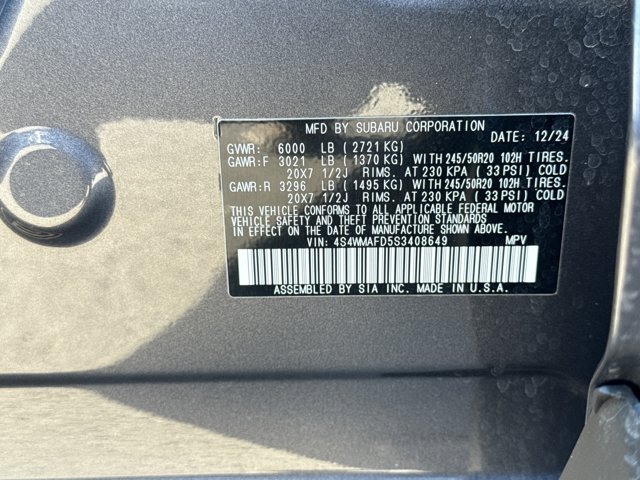 MFD BY SUBARU CORPORATION
DATE: 12/24
GVWR: 6000 LB (2721 KG)
GAWR:F 3021 LB (1370 KG) WITH 245/50R20 102H TIRES.
20X7 1/2J RIMS. AT 230 KPA (33 PSI) COLD
GAWR:R 3296 LB (1495 KG) WITH 245/50R20 102H TIRES.
20X7 1/2J RIMS. AT 230 KPA (33 PSI) COLD
THIS VEHICLE CONFORMS TO ALL APPLICABLE FEDERAL MOTOR
VEHICLE SAFETY AND THEFT PREVENTION STANDARDS
IN EFFECT ON THE DATE OF MANUFACTURE SHOWN ABOVE.
VIN: 4S4WMAFD5S3408649 MPV
ASSEMBLED BY SIA INC. MADE IN U.S.A.